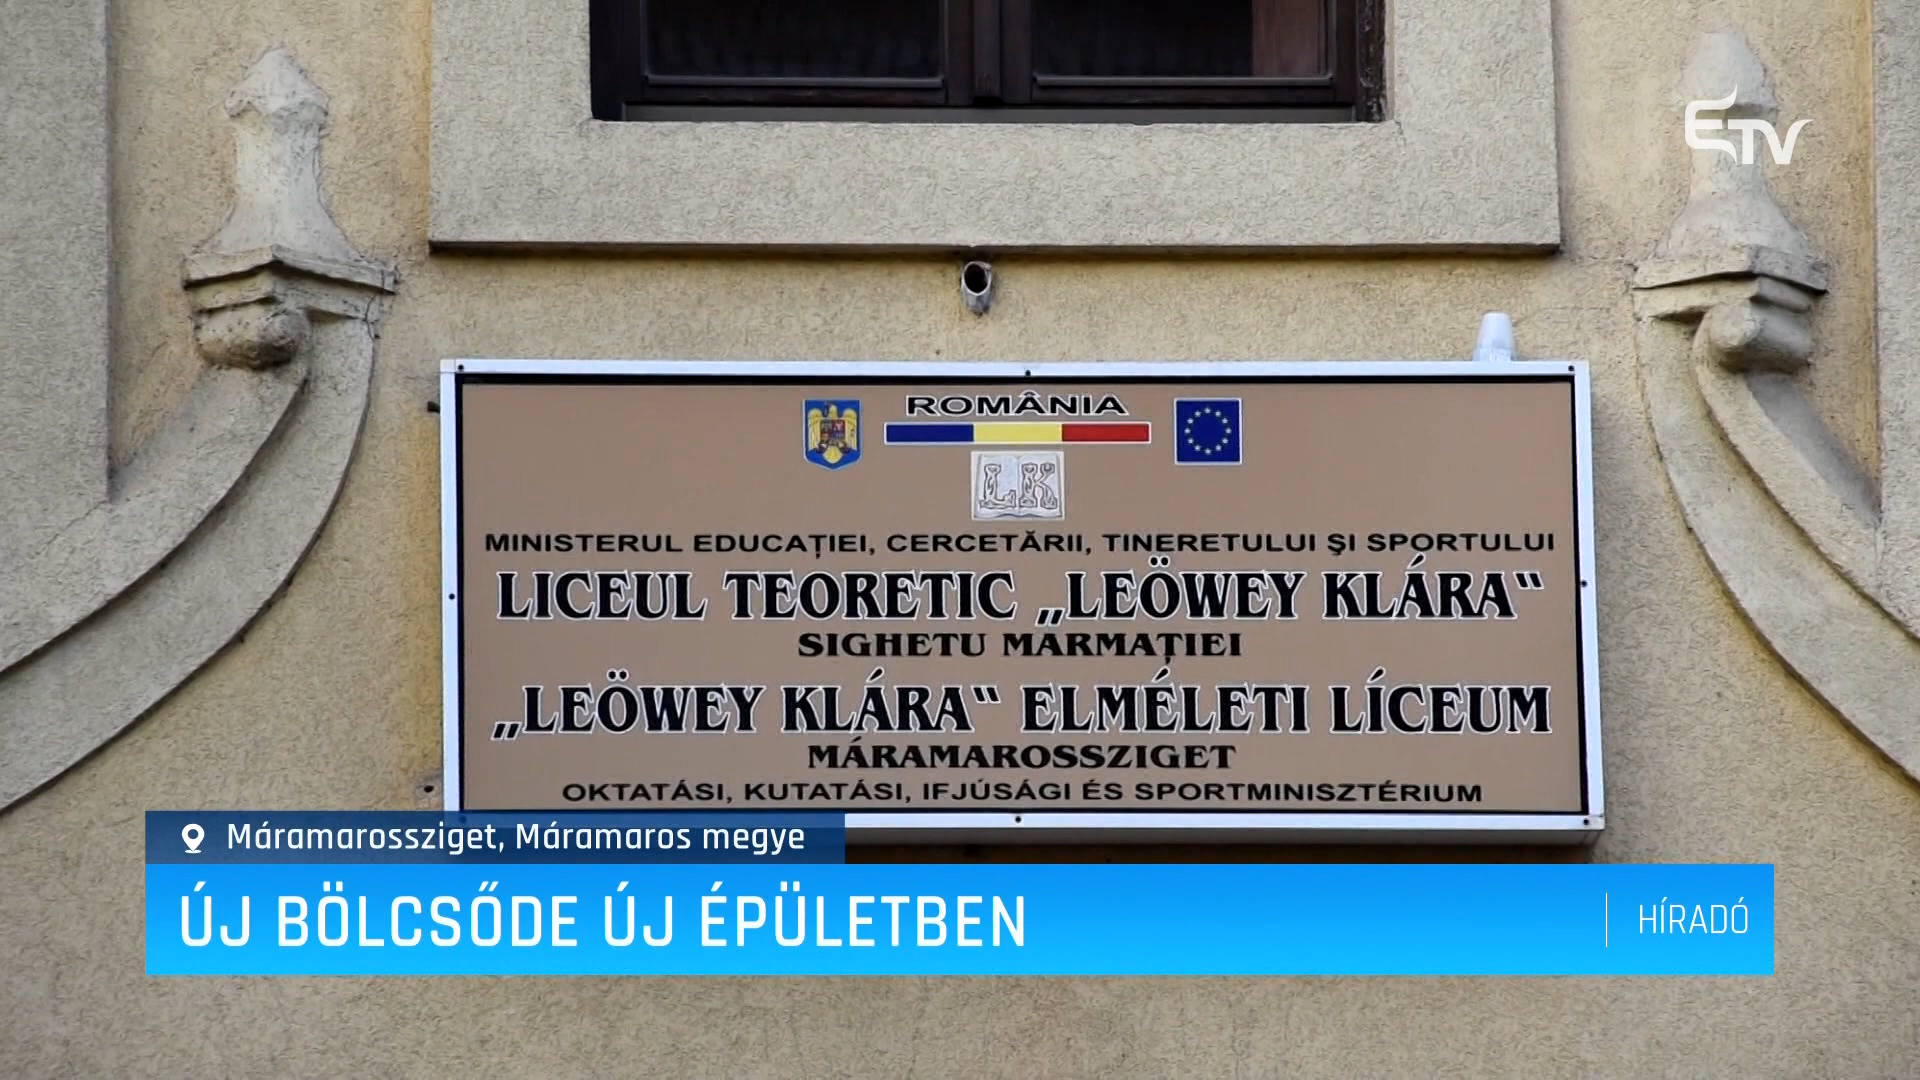 ETV
ROMÂNIA
LK
MINISTERUL EDUCAȚIEI, CERCETĂRII, TINERETULUI ŞI SPORTULUI
LICEUL TEORETIC „LEÖWEY KLÁRA“
SIGHETU MARMAȚIEI
„LEÖWEY KLÁRA“ ELMÉLETI LÍCEUM
MÁRAMAROSSZIGET
OKTATÁSI, KUTATÁSI, IFJÚSÁGI ÉS SPORTMINISZTÉRIUM
Máramarossziget, Máramaros megye
ÚJ BÖLCSŐDE ÚJ ÉPÜLETBEN
HÍRADÓ